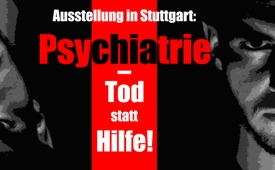 Ausstellung in Stuttgart:
Psychiatrie
–
Tod
statt
Hilfe!